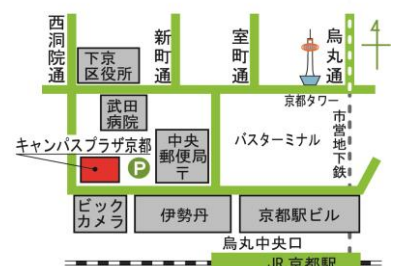 西洞院通
新町通
室町通
烏丸通
4
下京
区役所
京都タワー
武田
病院
市営地下鉄
キャンパスプラザ京都
P
中央
郵便局
〒
バスターミナル
ビック
カメラ
伊勢丹
京都駅ビル
烏丸中央口
JR 京都駅